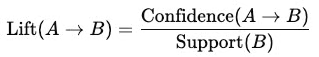 Lift(A → B) = Confidence(A → B) / Support(B)